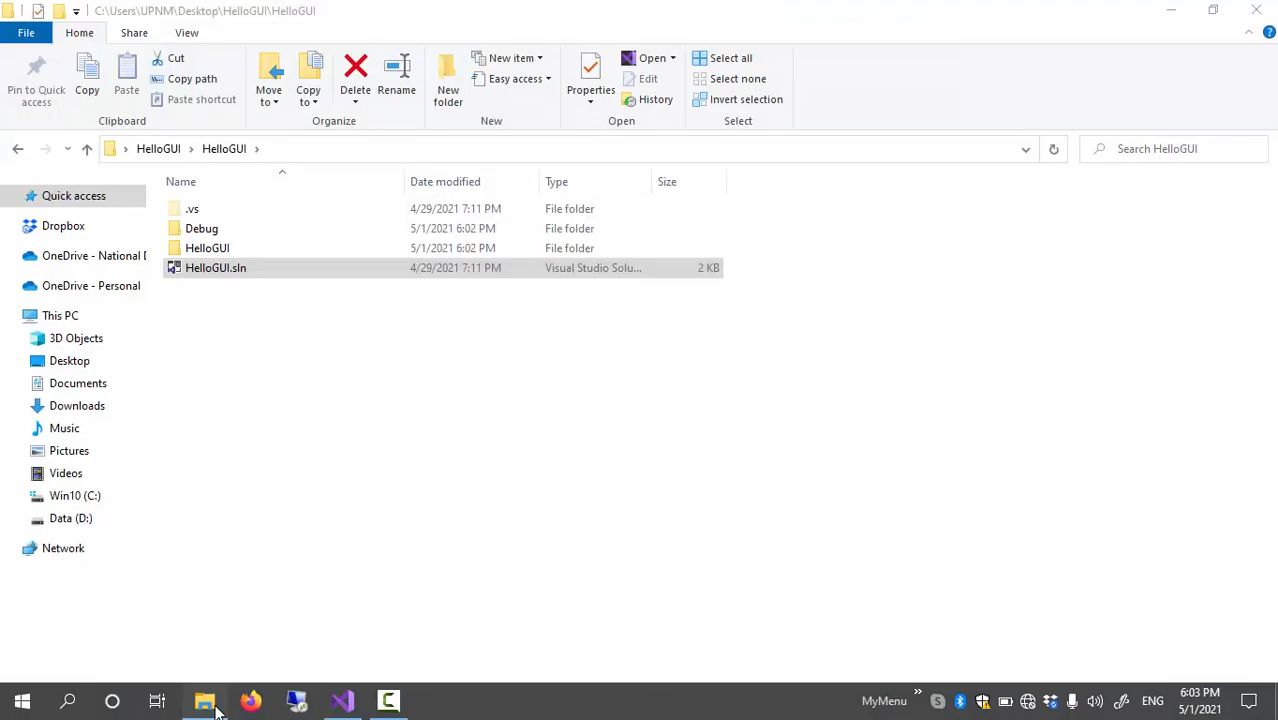 C:\Users\UPNM\Desktop\HelloGUI\HelloGUI
File Home Share View
Pin to Quick access
Copy
Paste
Cut
Copy path
Paste shortcut
Clipboard
Move to
Copy to
Delete
Rename
Organize
New folder
New item
Easy access
New
Properties
Open
Edit
History
Open
Select all
Select none
Invert selection
Select
HelloGUI HelloGUI
Search HelloGUI
Name Date modified Type Size
.vs 4/29/2021 7:11 PM File folder
Debug 5/1/2021 6:02 PM File folder
HelloGUI 5/1/2021 6:02 PM File folder
HelloGUI.sln 4/29/2021 7:11 PM Visual Studio Solu... 2 KB
Quick access
Dropbox
OneDrive - National
OneDrive - Personal
This PC
3D Objects
Desktop
Documents
Downloads
Music
Pictures
Videos
Win10 (C:)
Data (D:)
Network
MyMenu
ENG
6:03 PM
5/1/2021